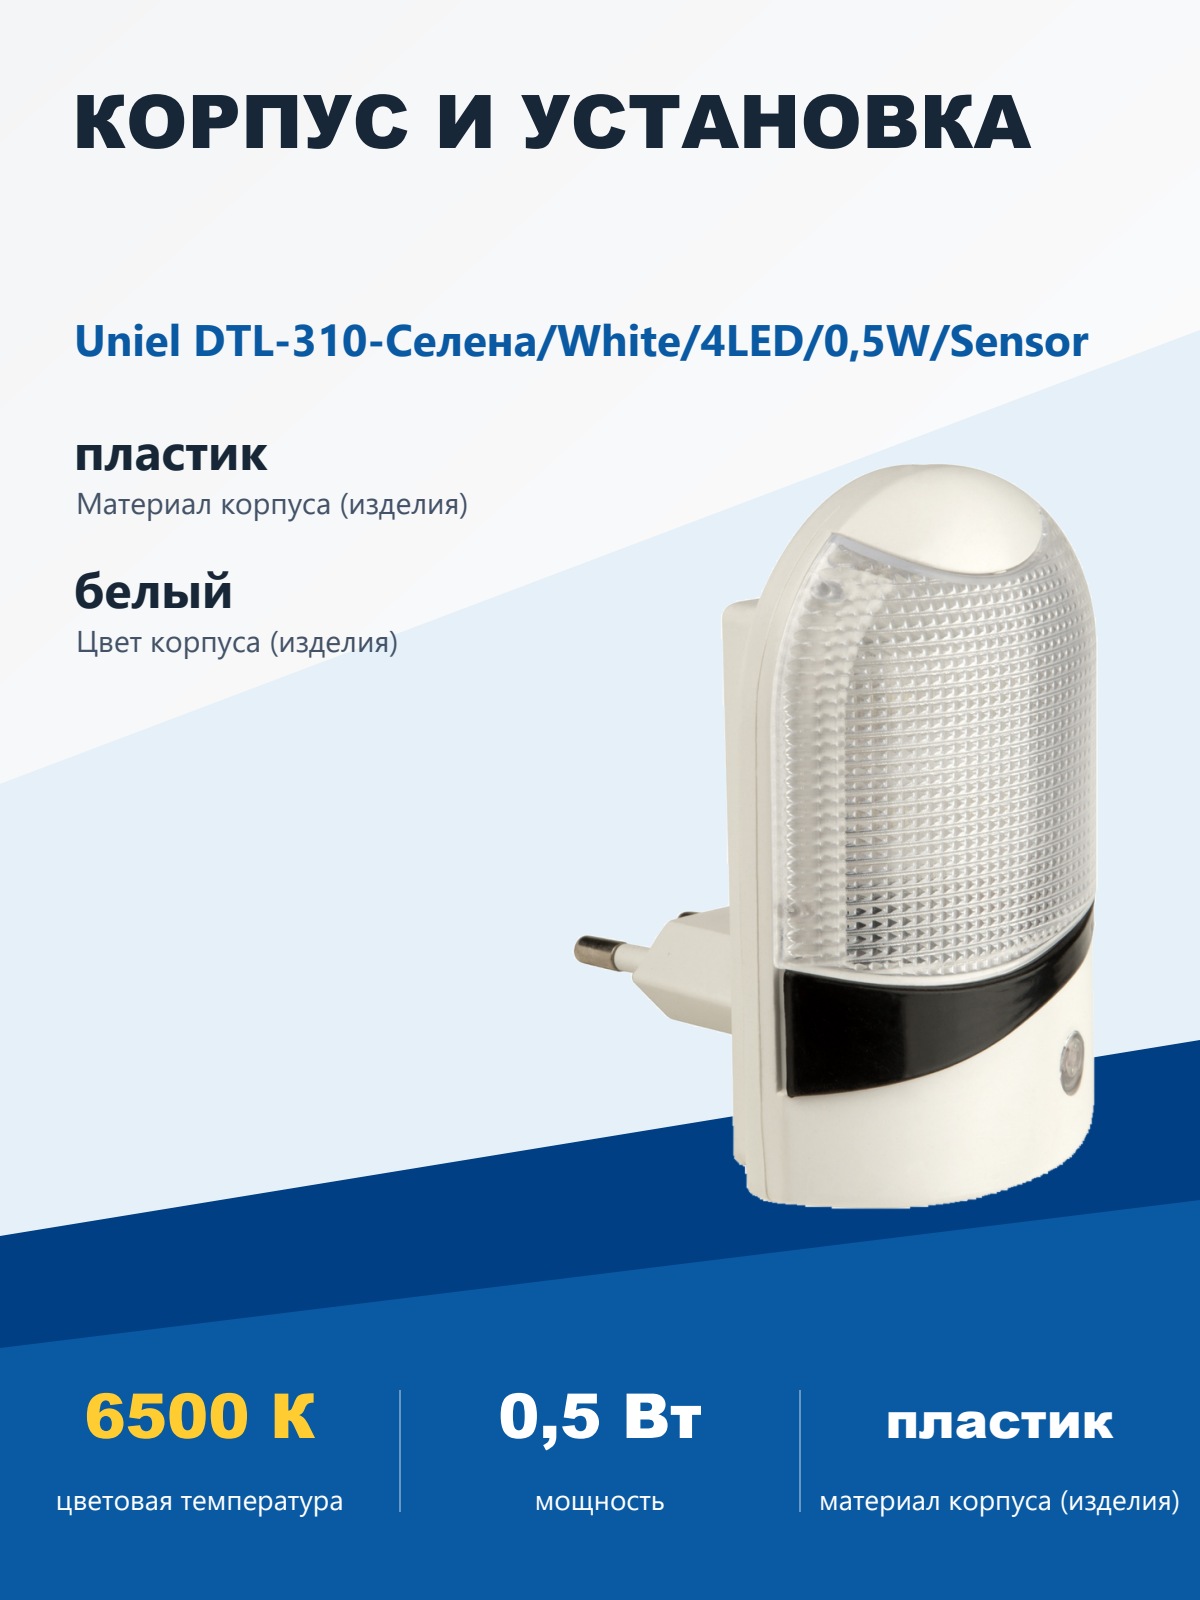 КОРПУС И УСТАНОВКА
Uniel DTL-310-Селена/White/4LED/0,5W/Sensor
пластик
Материал корпуса (изделия)
белый
Цвет корпуса (изделия)
6500 К
цветовая температура
0,5 Вт
мощность
пластик
материал корпуса (изделия)